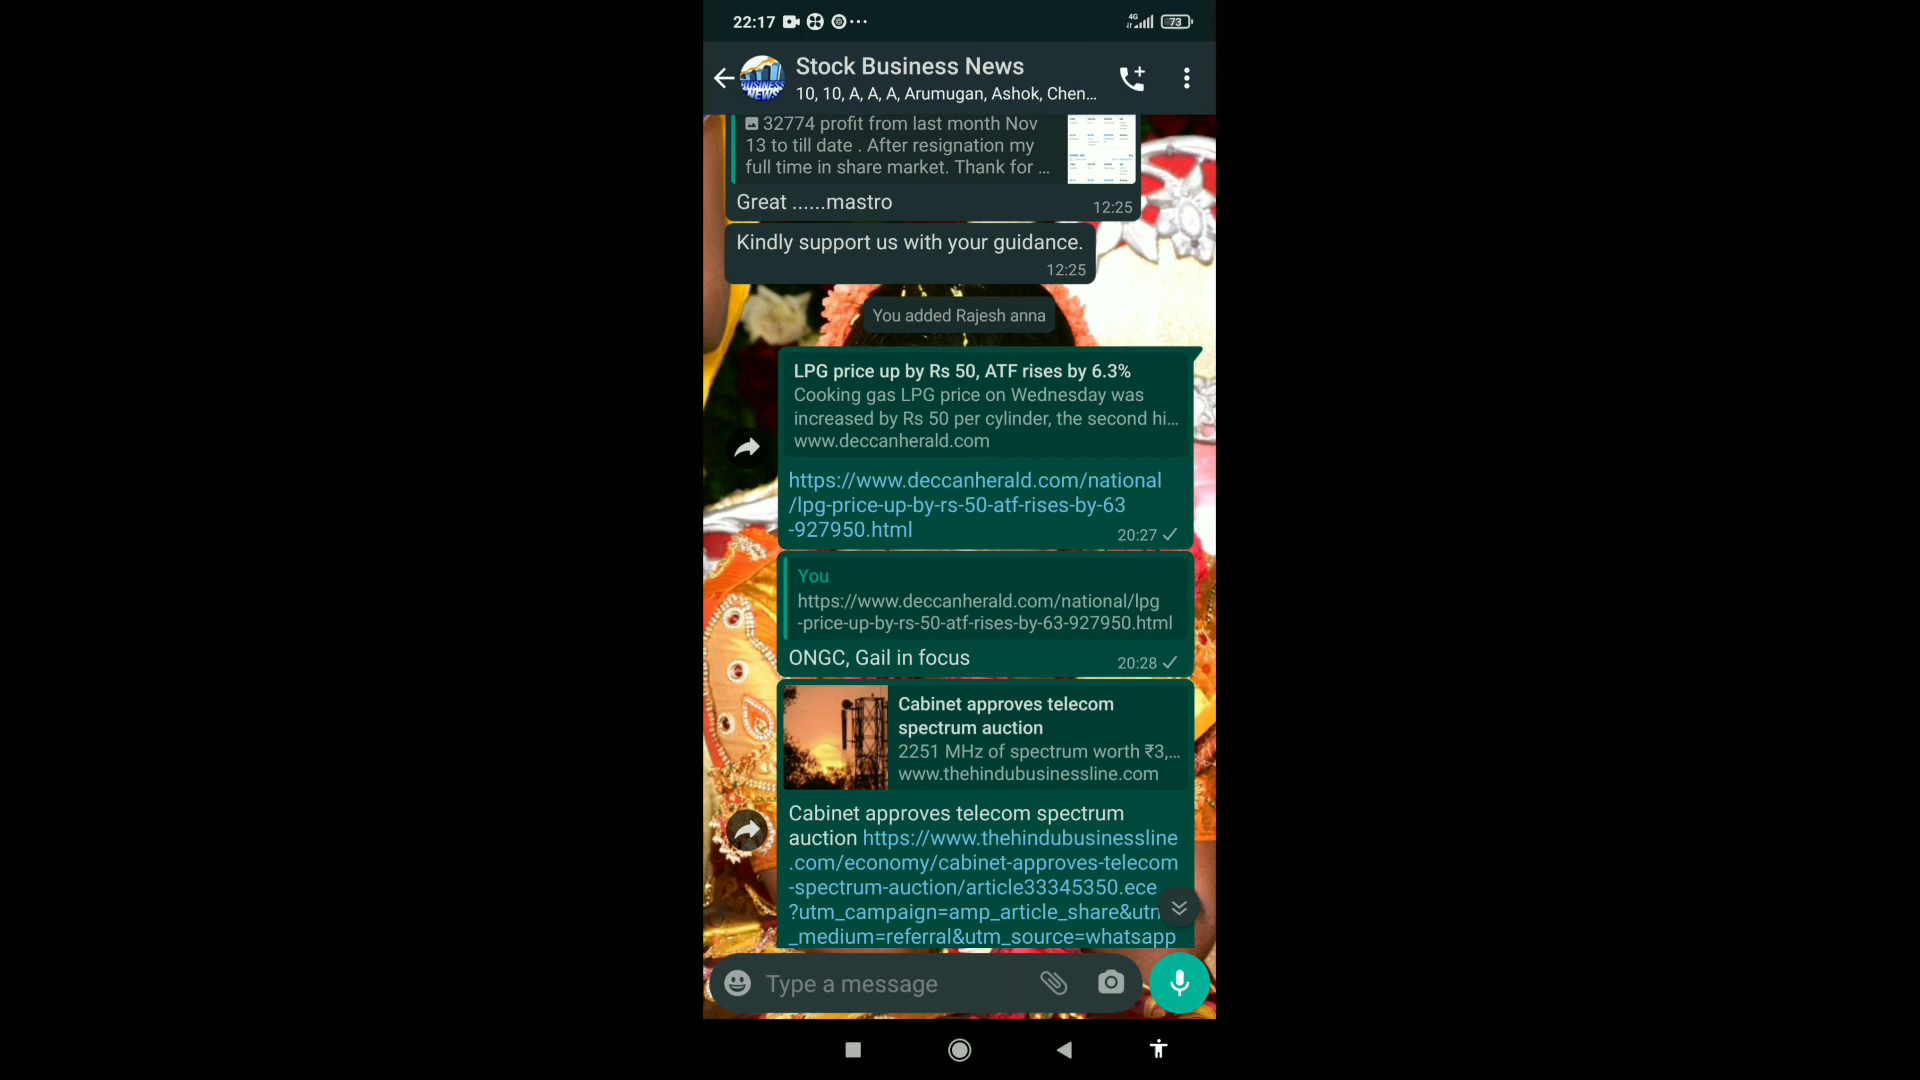 22:17
4G
73
Stock Business News
BUSINESS
NEWS
10, 10, A, A, A, Arumugan, Ashok, Chen...
32774 profit from last month Nov
13 to till date . After resignation my
full time in share market. Thank for ...
Great ......mastro
12:25
Kindly support us with your guidance.
12:25
You added Rajesh anna
LPG price up by Rs 50, ATF rises by 6.3%
Cooking gas LPG price on Wednesday was
increased by Rs 50 per cylinder, the second hi...
www.deccanherald.com
https://www.deccanherald.com/national
/lpg-price-up-by-rs-50-atf-rises-by-63
-927950.html
20:27
You
https://www.deccanherald.com/national/lpg
-price-up-by-rs-50-atf-rises-by-63-927950.html
ONGC, Gail in focus
20:28
Cabinet approves telecom
spectrum auction
2251 MHz of spectrum worth ₹3,...
www.thehindubusinessline.com
Cabinet approves telecom spectrum
auction https://www.thehindubusinessline
.com/economy/cabinet-approves-telecom
-spectrum-auction/article33345350.ece
?utm_campaign=amp_article_share&utm
_medium=referral&utm_source=whatsapp
Type a message